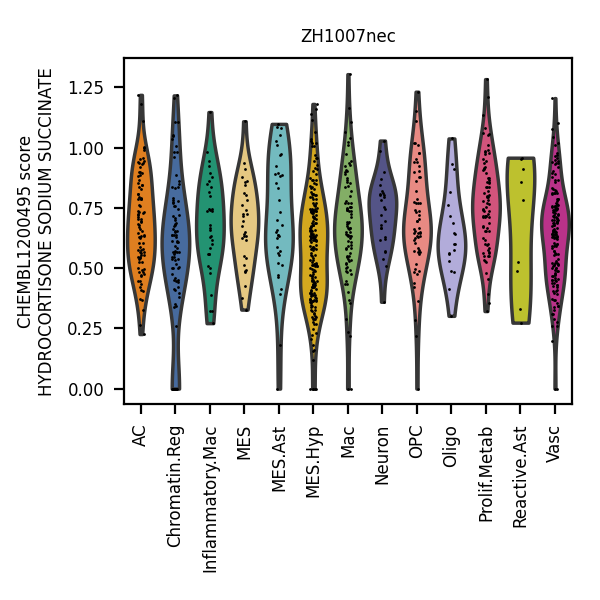 ZH1007nec
CHEMBL1200495 score
HYDROCORTISONE SODIUM SUCCINATE
1.25
1.00
0.75
0.50
0.25
0.00
AC
Chromatin.Reg
Inflammatory.Mac
MES
MES.Ast
MES.Hyp
Mac
Neuron
OPC
Oligo
Prolif.Metab
Reactive.Ast
Vasc